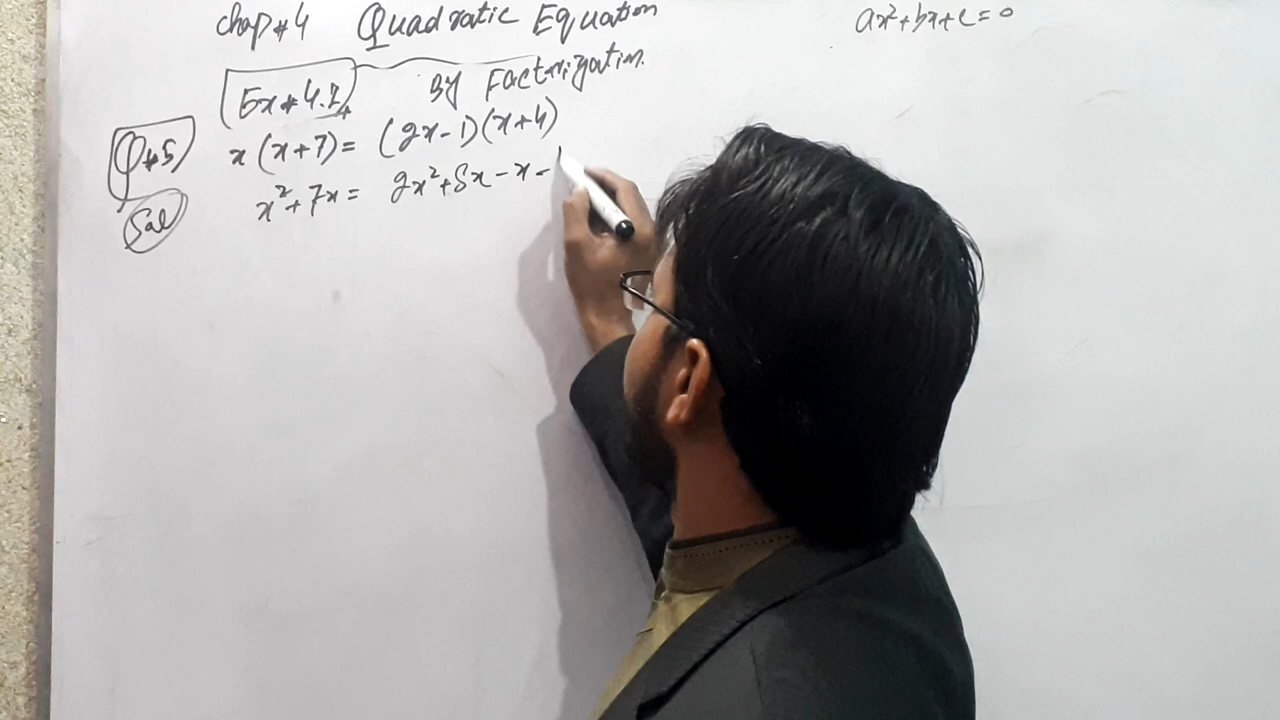 Chap # 4 Quadratic Equation
ax²+bx+c=0
Ex # 4.1 By Factorization.
Q#5 x(x+7)= (2x-1)(x+4)
Sol x²+7x= 2x²+8x-x-